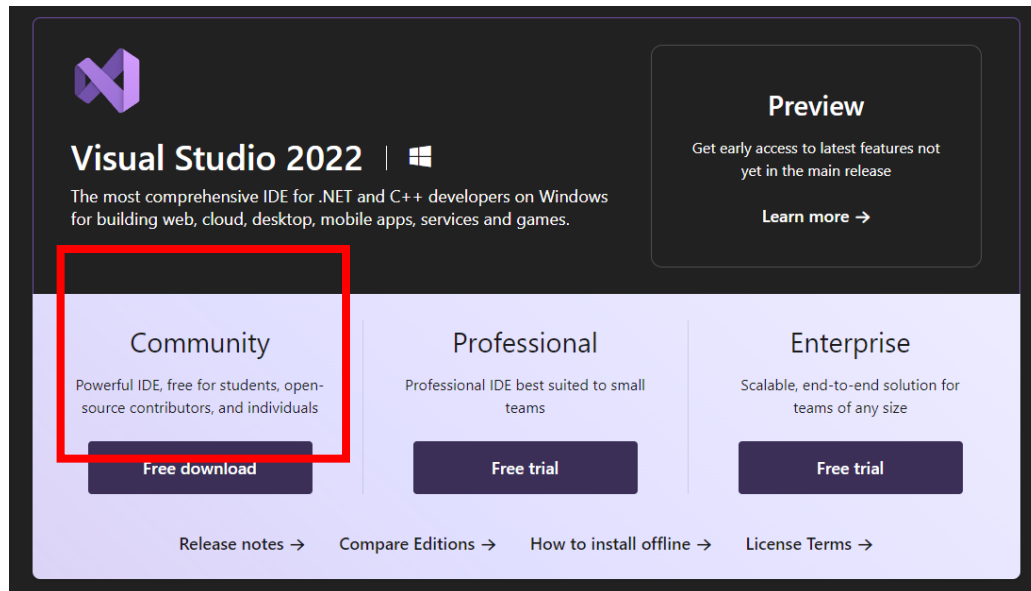 Visual Studio 2022
The most comprehensive IDE for .NET and C++ developers on Windows
for building web, cloud, desktop, mobile apps, services and games.
Preview
Get early access to latest features not
yet in the main release
Learn more →
Community
Powerful IDE, free for students, open-
source contributors, and individuals
Free download
Professional
Professional IDE best suited to small
teams
Free trial
Enterprise
Scalable, end-to-end solution for
teams of any size
Free trial
Release notes →
Compare Editions →
How to install offline →
License Terms →